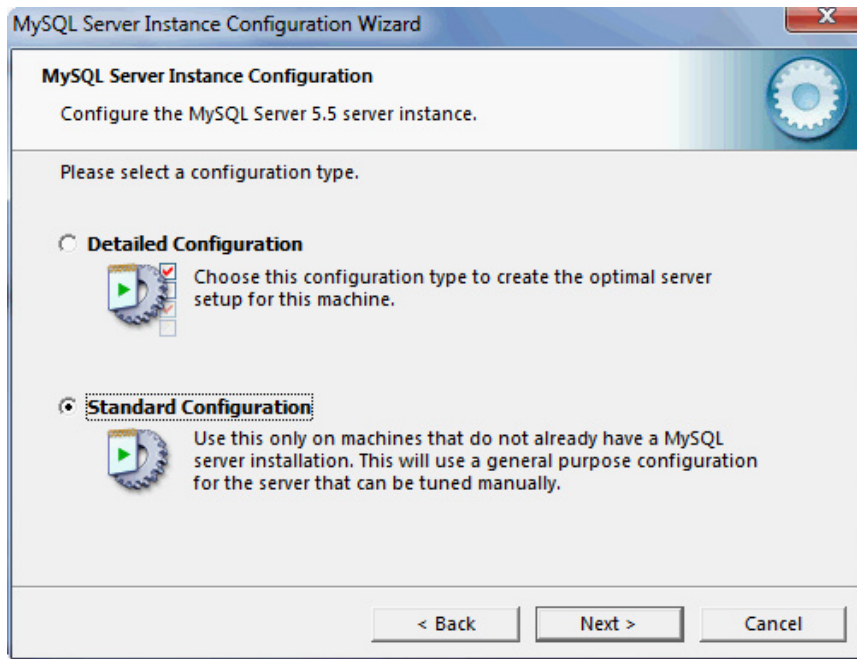 MySQL Server Instance Configuration Wizard
MySQL Server Instance Configuration
Configure the MySQL Server 5.5 server instance.
Please select a configuration type.
Detailed Configuration
Choose this configuration type to create the optimal server
setup for this machine.
Standard Configuration
Use this only on machines that do not already have a MySQL
server installation. This will use a general purpose configuration
for the server that can be tuned manually.
< Back
Next >
Cancel